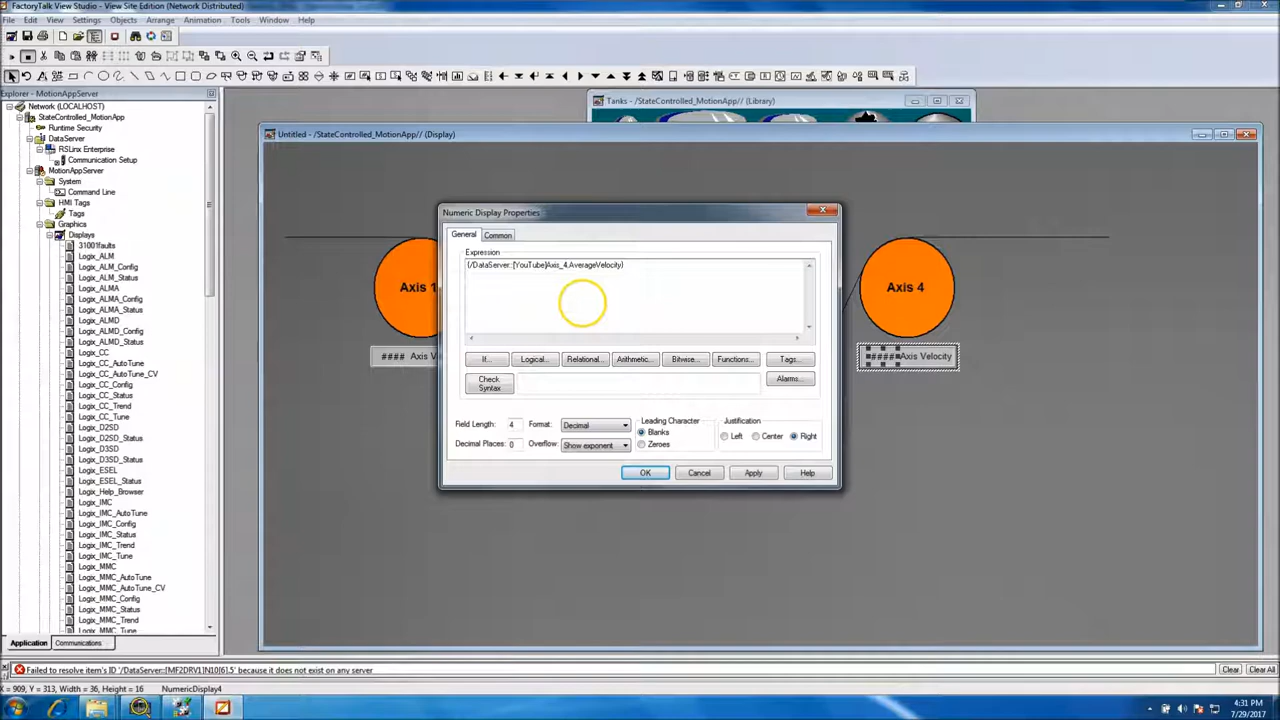 FactoryTalk View Studio - View Site Edition (Network Distributed)
File Edit View Settings Objects Arrange Animation Tools Window Help
Explorer - MotionAppServer
Network (LOCALHOST)
StateControlled_MotionApp
Runtime Security
DataServer
RSLinx Enterprise
Communication Setup
MotionAppServer
System
Command Line
HMI Tags
Tags
Graphics
Displays
31001faults
Logix_ALM
Logix_ALM_Config
Logix_ALM_Status
Logix_ALMA
Logix_ALMA_Config
Logix_ALMA_Status
Logix_ALMD
Logix_ALMD_Config
Logix_ALMD_Status
Logix_CC
Logix_CC_AutoTune
Logix_CC_AutoTune_CV
Logix_CC_Config
Logix_CC_Status
Logix_CC_Trend
Logix_CC_Tune
Logix_D2SD
Logix_D2SD_Status
Logix_D3SD
Logix_D3SD_Status
Logix_ESEL
Logix_ESEL_Status
Logix_Help_Browser
Logix_IMC
Logix_IMC_AutoTune
Logix_IMC_Config
Logix_IMC_Status
Logix_IMC_Trend
Logix_IMC_Tune
Logix_MMC
Logix_MMC_AutoTune
Logix_MMC_AutoTune_CV
Logix_MMC_Config
Logix_MMC_Status
Logix_MMC_Trend
Logix_MMC_Tune
Application Communications
Tanks - /StateControlled_MotionApp// (Library)
Untitled - /StateControlled_MotionApp// (Display)
Axis 1
#### Axis
Axis 4
Axis Velocity
Numeric Display Properties
General Common
Expression
{/DataServer::[YouTube]Axis_4.AverageVelocity}
If... Logical... Relational... Arithmetic... Bitwise... Functions... Tags...
Check Syntax
Alarms...
Field Length: 4 Format: Decimal
Decimal Places: 0 Overflow: Show exponent
Leading Character
Blanks
Zeroes
Justification
Left Center Right
OK Cancel Apply Help
Failed to resolve item's ID '/DataServer::[MF2DRV1]N10[6].5' because it does not exist on any server
Clear Clear All
X = 909, Y = 313, Width = 36, Height = 16 NumericDisplay4
4:31 PM
7/29/2017